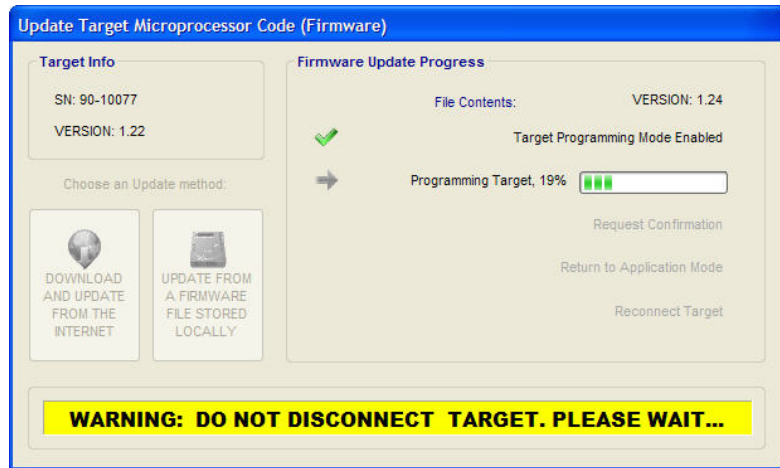 Update Target Microprocessor Code (Firmware)
Target Info
SN: 90-10077
VERSION: 1.22
Choose an Update method:
DOWNLOAD
AND UPDATE
FROM THE
INTERNET
UPDATE FROM
A FIRMWARE
FILE STORED
LOCALLY
Firmware Update Progress
File Contents: VERSION: 1.24
Target Programming Mode Enabled
Programming Target, 19%
Request Confirmation
Return to Application Mode
Reconnect Target
WARNING: DO NOT DISCONNECT TARGET. PLEASE WAIT...